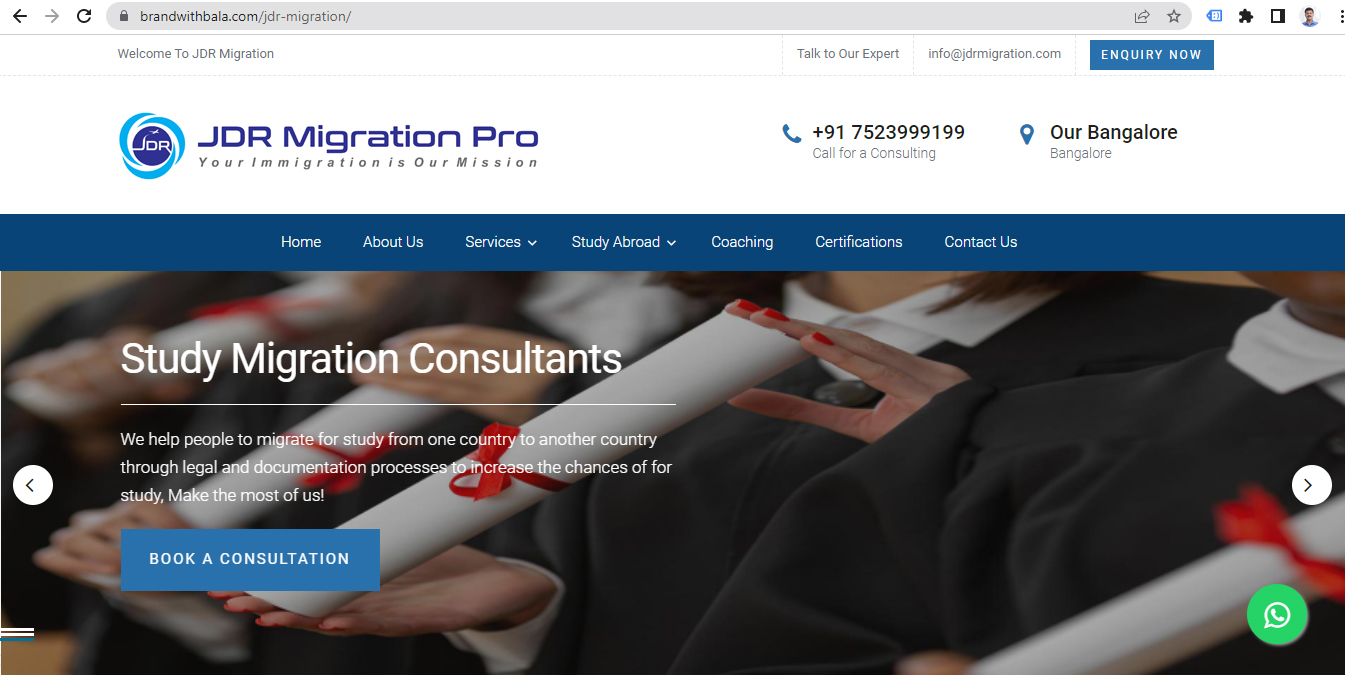 brandwithbala.com/jdr-migration/
Welcome To JDR Migration
Talk to Our Expert
info@jdrmigration.com
ENQUIRY NOW
JDR
JDR Migration Pro
Your Immigration is Our Mission
+91 7523999199
Call for a Consulting
Our Bangalore
Bangalore
Home About Us Services Study Abroad Coaching Certifications Contact Us
Study Migration Consultants
We help people to migrate for study from one country to another country
through legal and documentation processes to increase the chances of for
study, Make the most of us!
BOOK A CONSULTATION